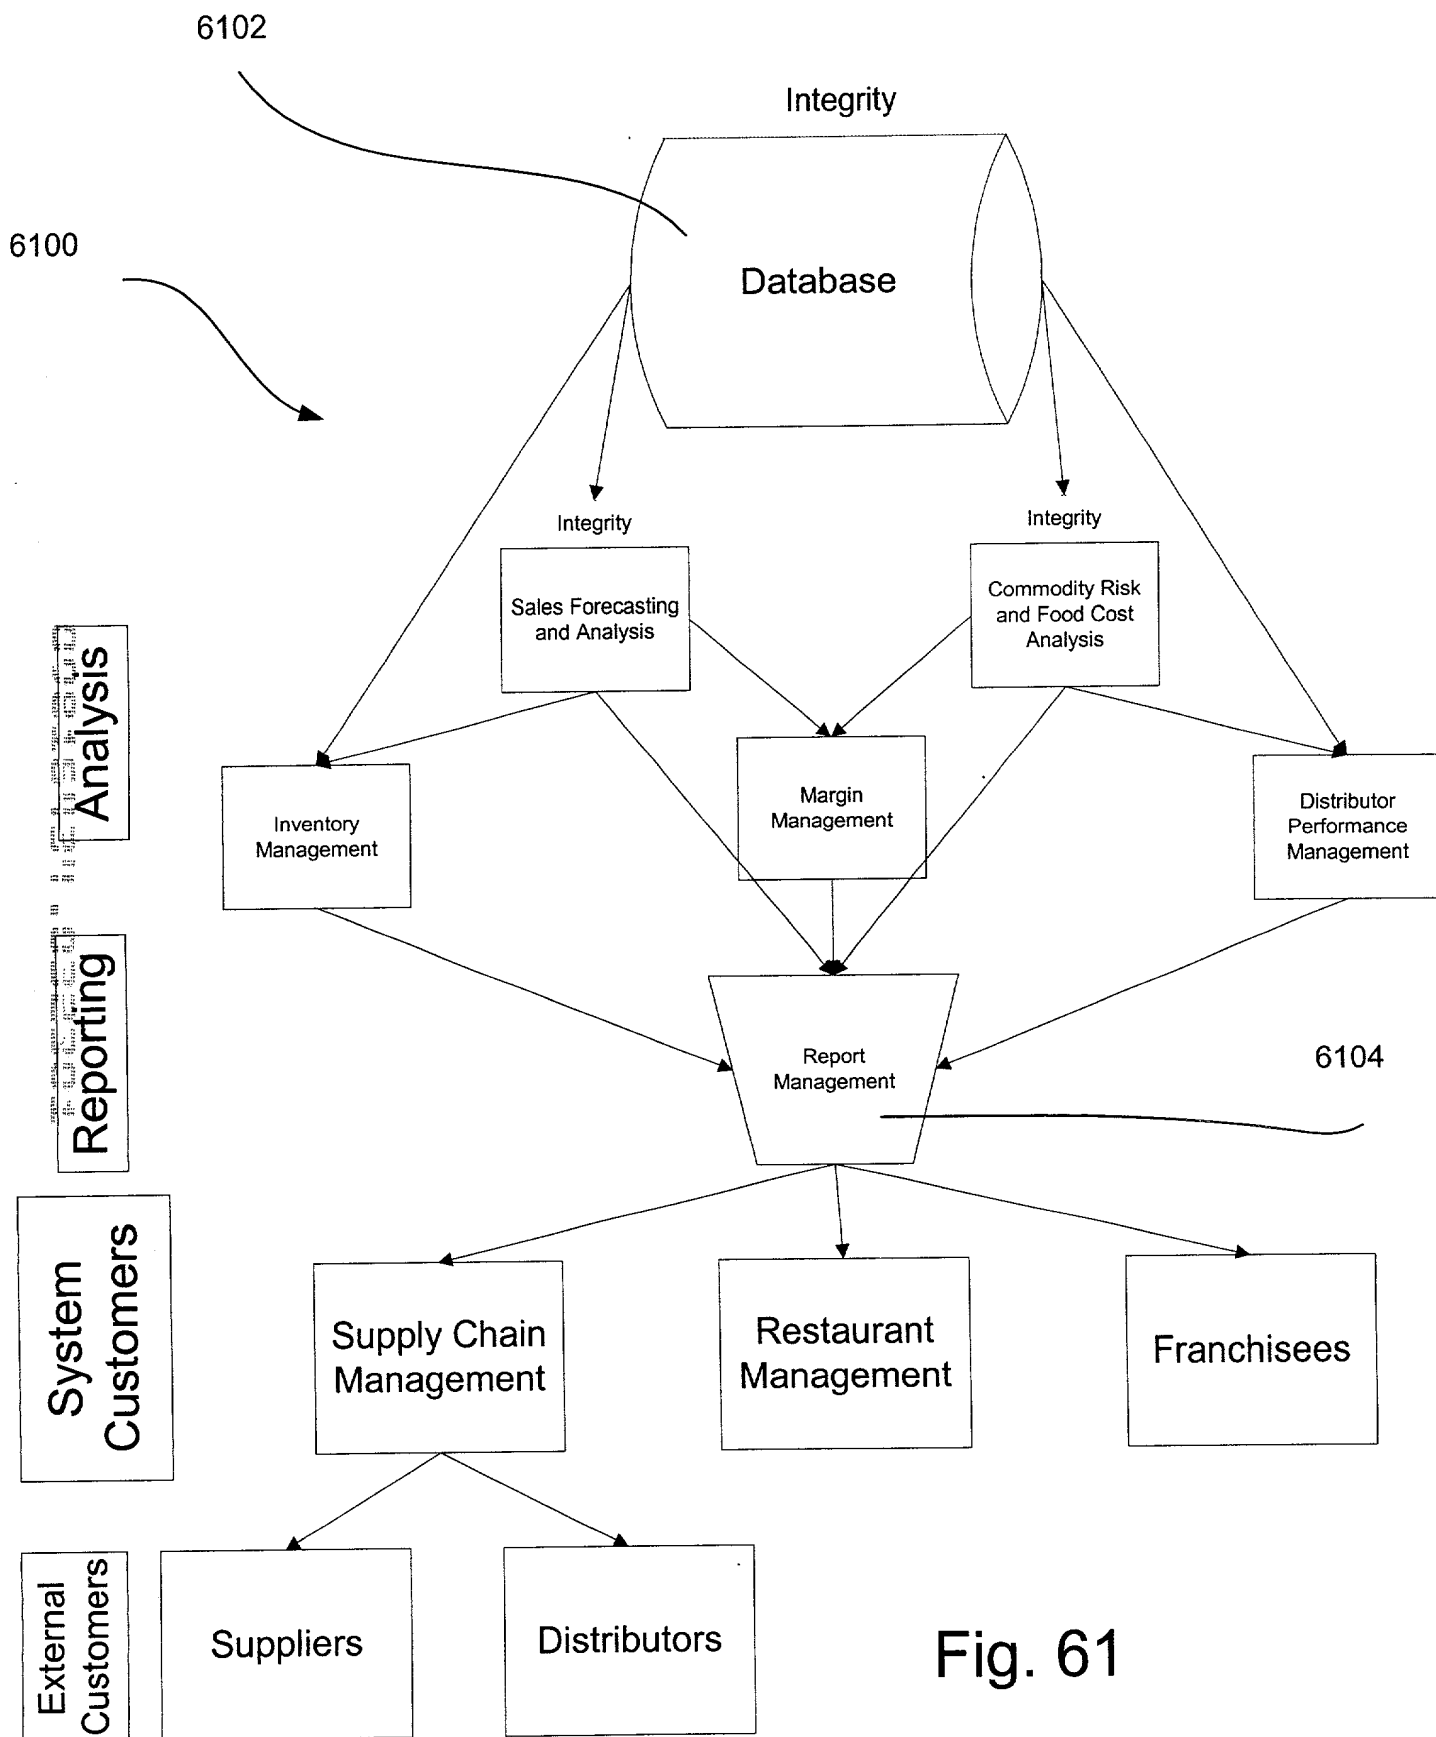 6102
Integrity
6100
Database
Integrity
Integrity
Sales Forecasting
and Analysis
Commodity Risk
and Food Cost
Analysis
Analysis
Inventory
Management
Margin
Management
Distributor
Performance
Management
Reporting
Report
Management
6104
System
Customers
Supply Chain
Management
Restaurant
Management
Franchisees
External
Customers
Suppliers
Distributors
Fig. 61